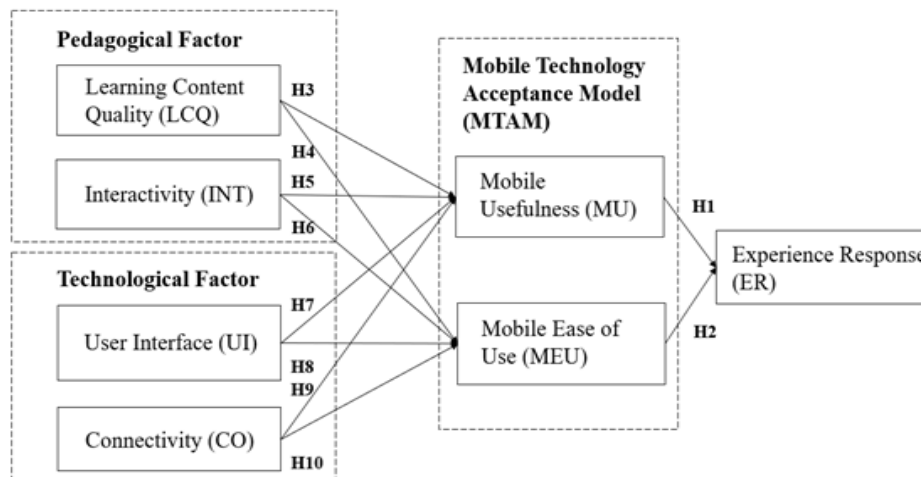 Pedagogical Factor
Learning Content
Quality (LCQ)
H3
H4
Interactivity (INT)
H5
H6
Technological Factor
User Interface (UI)
H7
H8
H9
Connectivity (CO)
H10
Mobile Technology
Acceptance Model
(MTAM)
Mobile
Usefulness (MU)
Mobile Ease of
Use (MEU)
H1
H2
Experience Response
(ER)